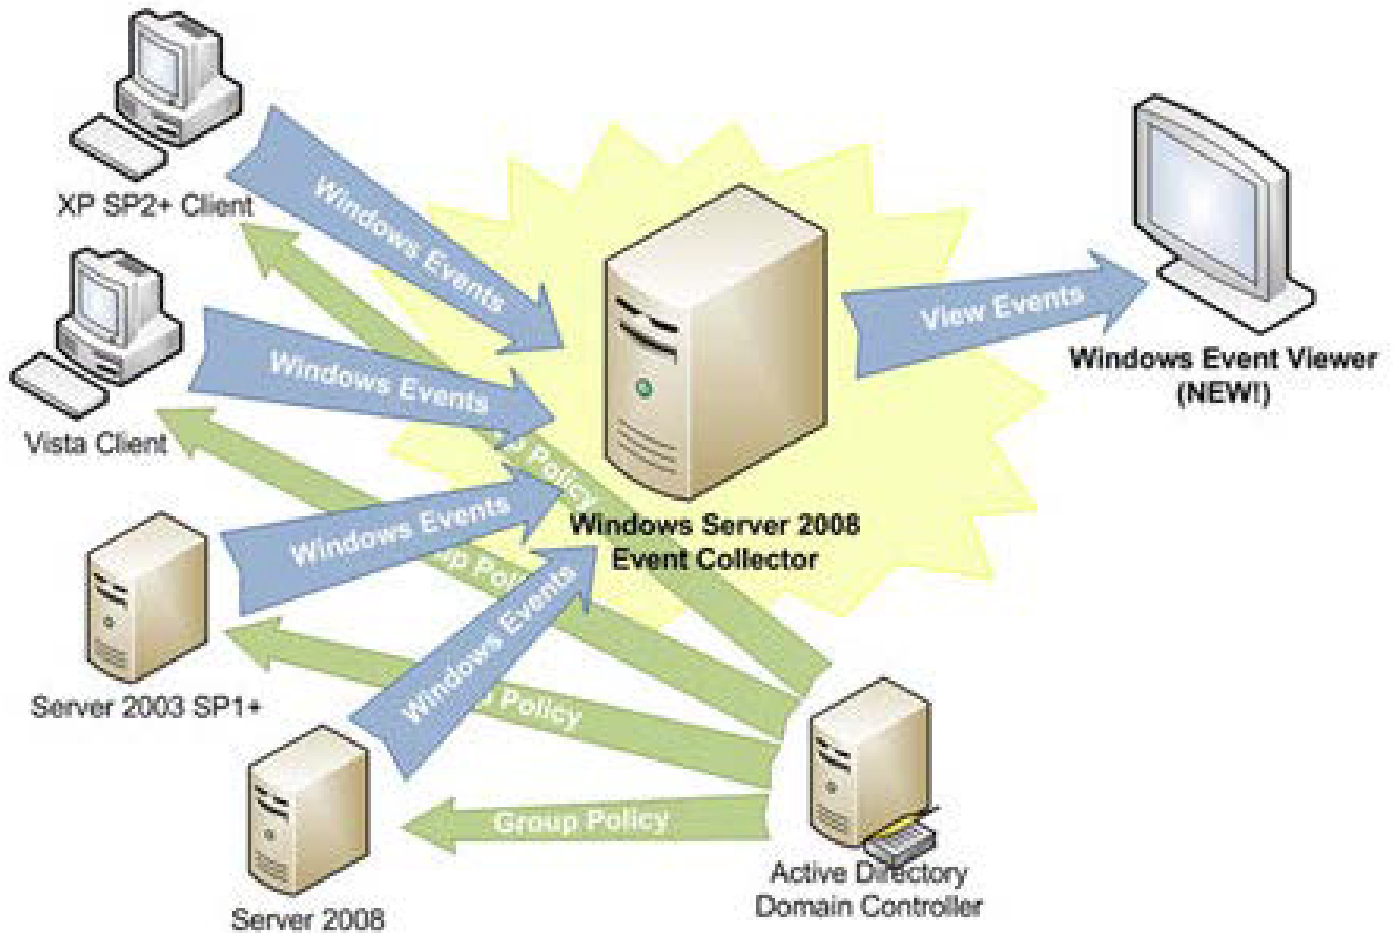 XP SP2+ Client
Windows Events
View Events
Windows Event Viewer
(NEW!)
Windows Events
Vista Client
Policy
Windows Events
Windows Server 2008
Event Collector
Windows Events
Server 2003 SP1+
Policy
Group Policy
Server 2008
Active Directory
Domain Controller